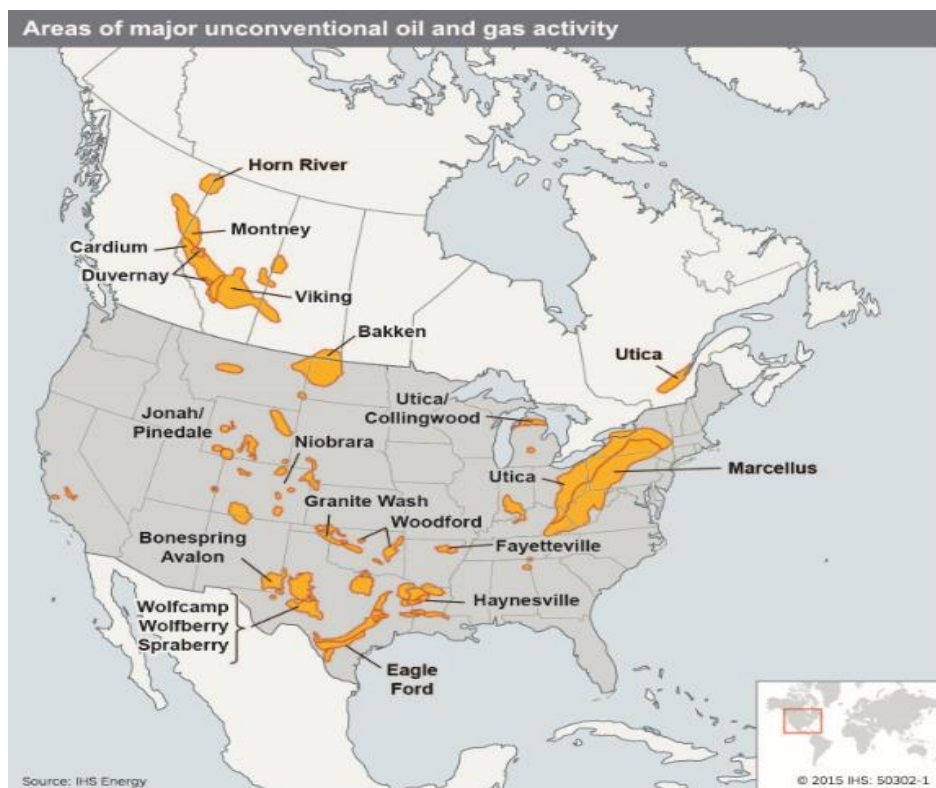 Areas of major unconventional oil and gas activity
Horn River
Montney
Cardium
Duvernay
Viking
Bakken
Utica
Utica/
Collingwood
Jonah/
Pinedale
Niobrara
Marcellus
Utica
Granite Wash
Woodford
Bonespring
Avalon
Fayetteville
Haynesville
Wolfcamp
Wolfberry
Spraberry
Eagle
Ford
Source: IHS Energy
© 2015 IHS: 50302-1